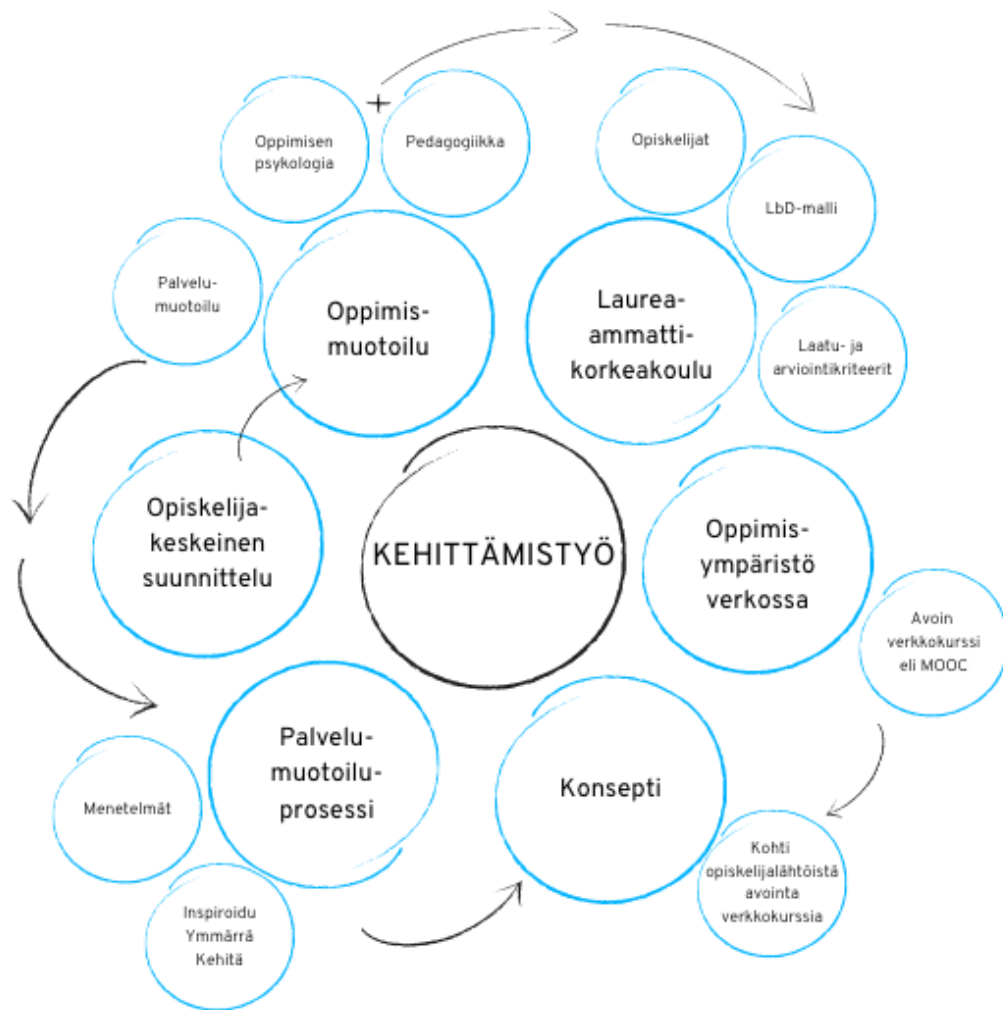 +
Oppimisen
psykologia
Pedagogiikka
Opiskelijat
LbD-malli
Palvelu-
muotoilu
Oppimis-
muotoilu
Laurea-
ammatti-
korkeakoulu
Laatu- ja
arviointikriteerit
Opiskelija-
keskeinen
suunnittelu
KEHITTÄMISTYÖ
Oppimis-
ympäristö
verkossa
Avoin
verkkokurssi
eli MOOC
Palvelu-
muotoilu-
prosessi
Konsepti
Menetelmät
Inspiroidu
Ymmärrä
Kehitä
Kohti
opiskelijalähtöistä
avointa
verkkokurssia